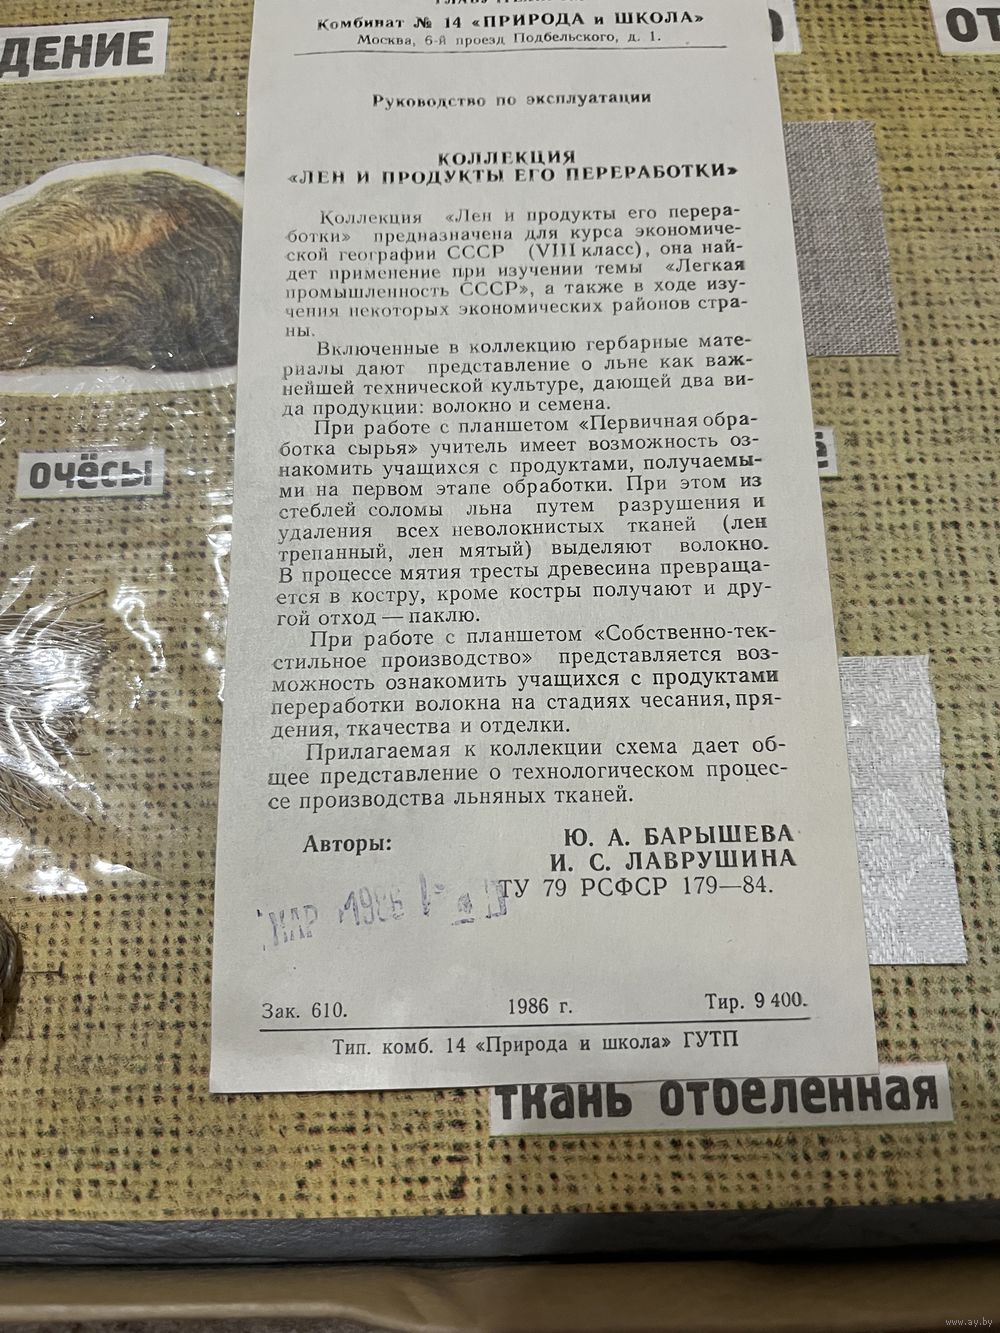 Комбинат № 14 «ПРИРОДА и ШКОЛА»
Москва, 6-й проезд Подбельского, д. 1.
Руководство по эксплуатации
КОЛЛЕКЦИЯ
«ЛЕН И ПРОДУКТЫ ЕГО ПЕРЕРАБОТКИ»
Коллекция «Лен и продукты его перера-
ботки» предназначена для курса экономиче-
ской географии СССР (VIII класс), она най-
дет применение при изучении темы «Легкая
промышленность СССР», а также в ходе изу-
чения некоторых экономических районов стра-
ны.
Включенные в коллекцию гербарные мате-
риалы дают представление о льне как важ-
нейшей технической культуре, дающей два ви-
да продукции: волокно и семена.
При работе с планшетом «Первичная обра-
ботка сырья» учитель имеет возможность оз-
накомить учащихся с продуктами, получаемы-
ми на первом этапе обработки. При этом из
стеблей соломы льна путем разрушения и
удаления всех неволокнистых тканей (лен
трепанный, лен мятый) выделяют волокно.
В процессе мятия тресты древесина превраща-
ется в костру, кроме костры получают и дру-
гой отход — паклю.
При работе с планшетом «Собственно-тек-
стильное производство» представляется воз-
можность ознакомить учащихся с продуктами
переработки волокна на стадиях чесания, пря-
дения, ткачества и отделки.
Прилагаемая к коллекции схема дает об-
щее представление о технологическом процес-
се производства льняных тканей.
Авторы: Ю. А. БАРЫШЕВА
И. С. ЛАВРУШИНА
ТУ 79 РСФСР 179—84.
МАР 1986
Зак. 610. 1986 г. Тир. 9 400.
Тип. комб. 14 «Природа и школа» ГУТП
ДЕНИЕ
ОТ
очёсы
ткань отбеленная
www.ay.by